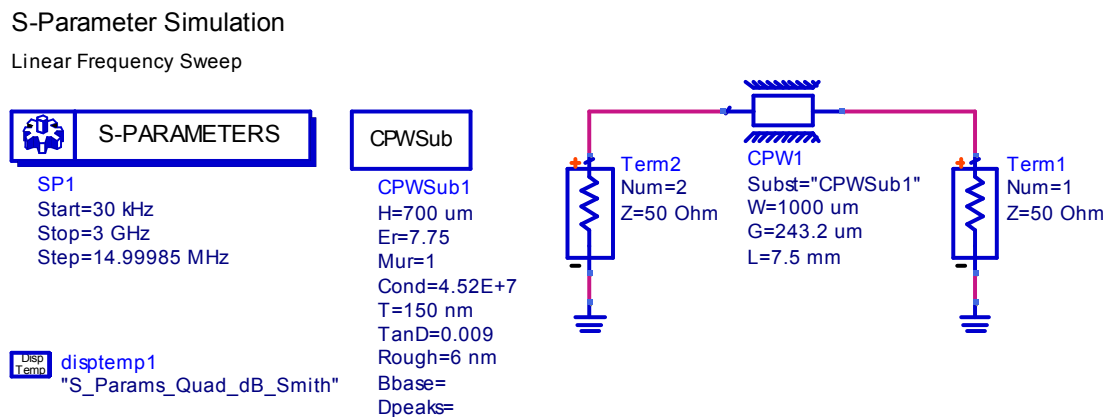 S-Parameter Simulation
Linear Frequency Sweep
S-PARAMETERS
SP1
Start=30 kHz
Stop=3 GHz
Step=14.99985 MHz
Disp
Temp
disptemp1
"S_Params_Quad_dB_Smith"
CPWSub
CPWSub1
H=700 um
Er=7.75
Mur=1
Cond=4.52E+7
T=150 nm
TanD=0.009
Rough=6 nm
Bbase=
Dpeaks=
Term2
Num=2
Z=50 Ohm
CPW1
Subst="CPWSub1"
W=1000 um
G=243.2 um
L=7.5 mm
Term1
Num=1
Z=50 Ohm